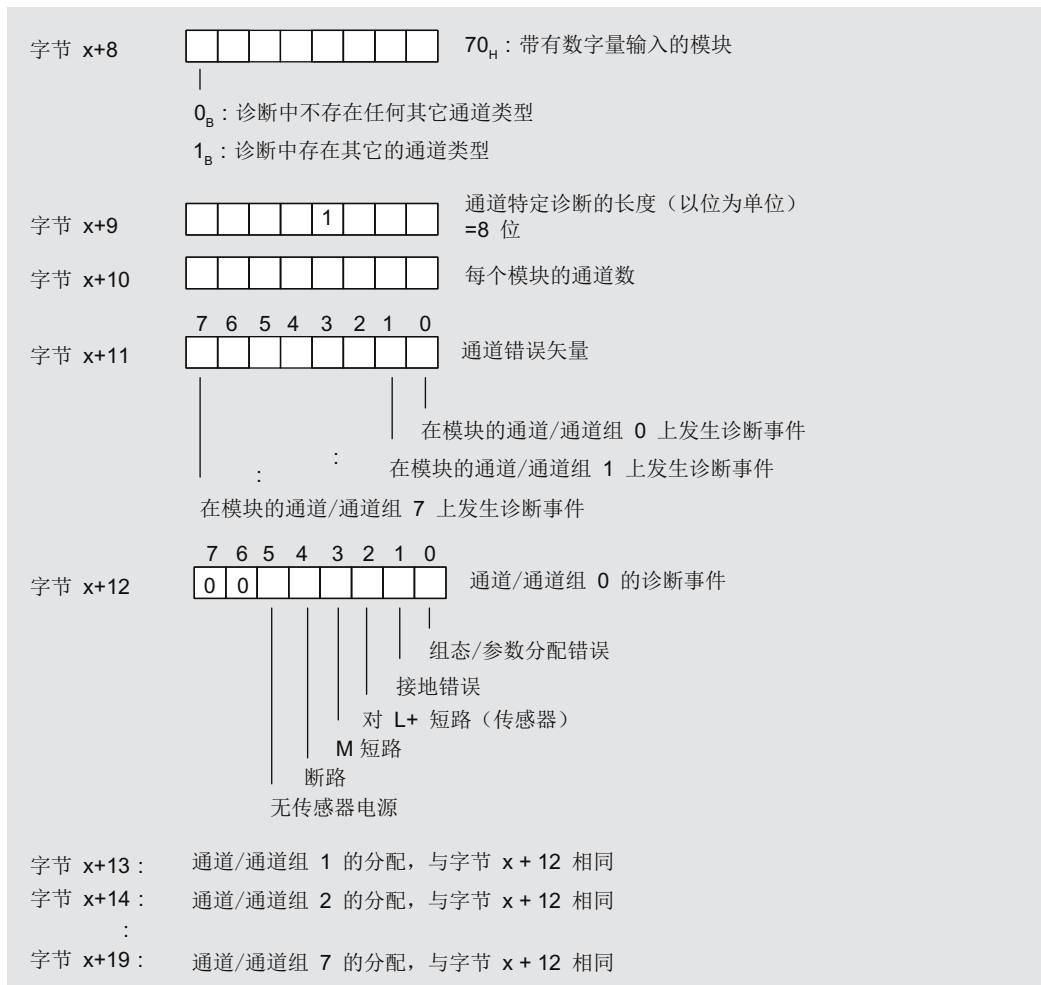 字节 x+8 70H：带有数字量输入的模块
0B：诊断中不存在任何其它通道类型
1B：诊断中存在其它的通道类型
字节 x+9 1 通道特定诊断的长度（以位为单位）
=8 位
字节 x+10 每个模块的通道数
7 6 5 4 3 2 1 0
字节 x+11 通道错误矢量
在模块的通道/通道组 0 上发生诊断事件
: : 在模块的通道/通道组 1 上发生诊断事件
在模块的通道/通道组 7 上发生诊断事件
7 6 5 4 3 2 1 0
字节 x+12 0 0 通道/通道组 0 的诊断事件
组态/参数分配错误
接地错误
对 L+ 短路（传感器）
M 短路
断路
无传感器电源
字节 x+13： 通道/通道组 1 的分配，与字节 x + 12 相同
字节 x+14： 通道/通道组 2 的分配，与字节 x + 12 相同
:
字节 x+19： 通道/通道组 7 的分配，与字节 x + 12 相同